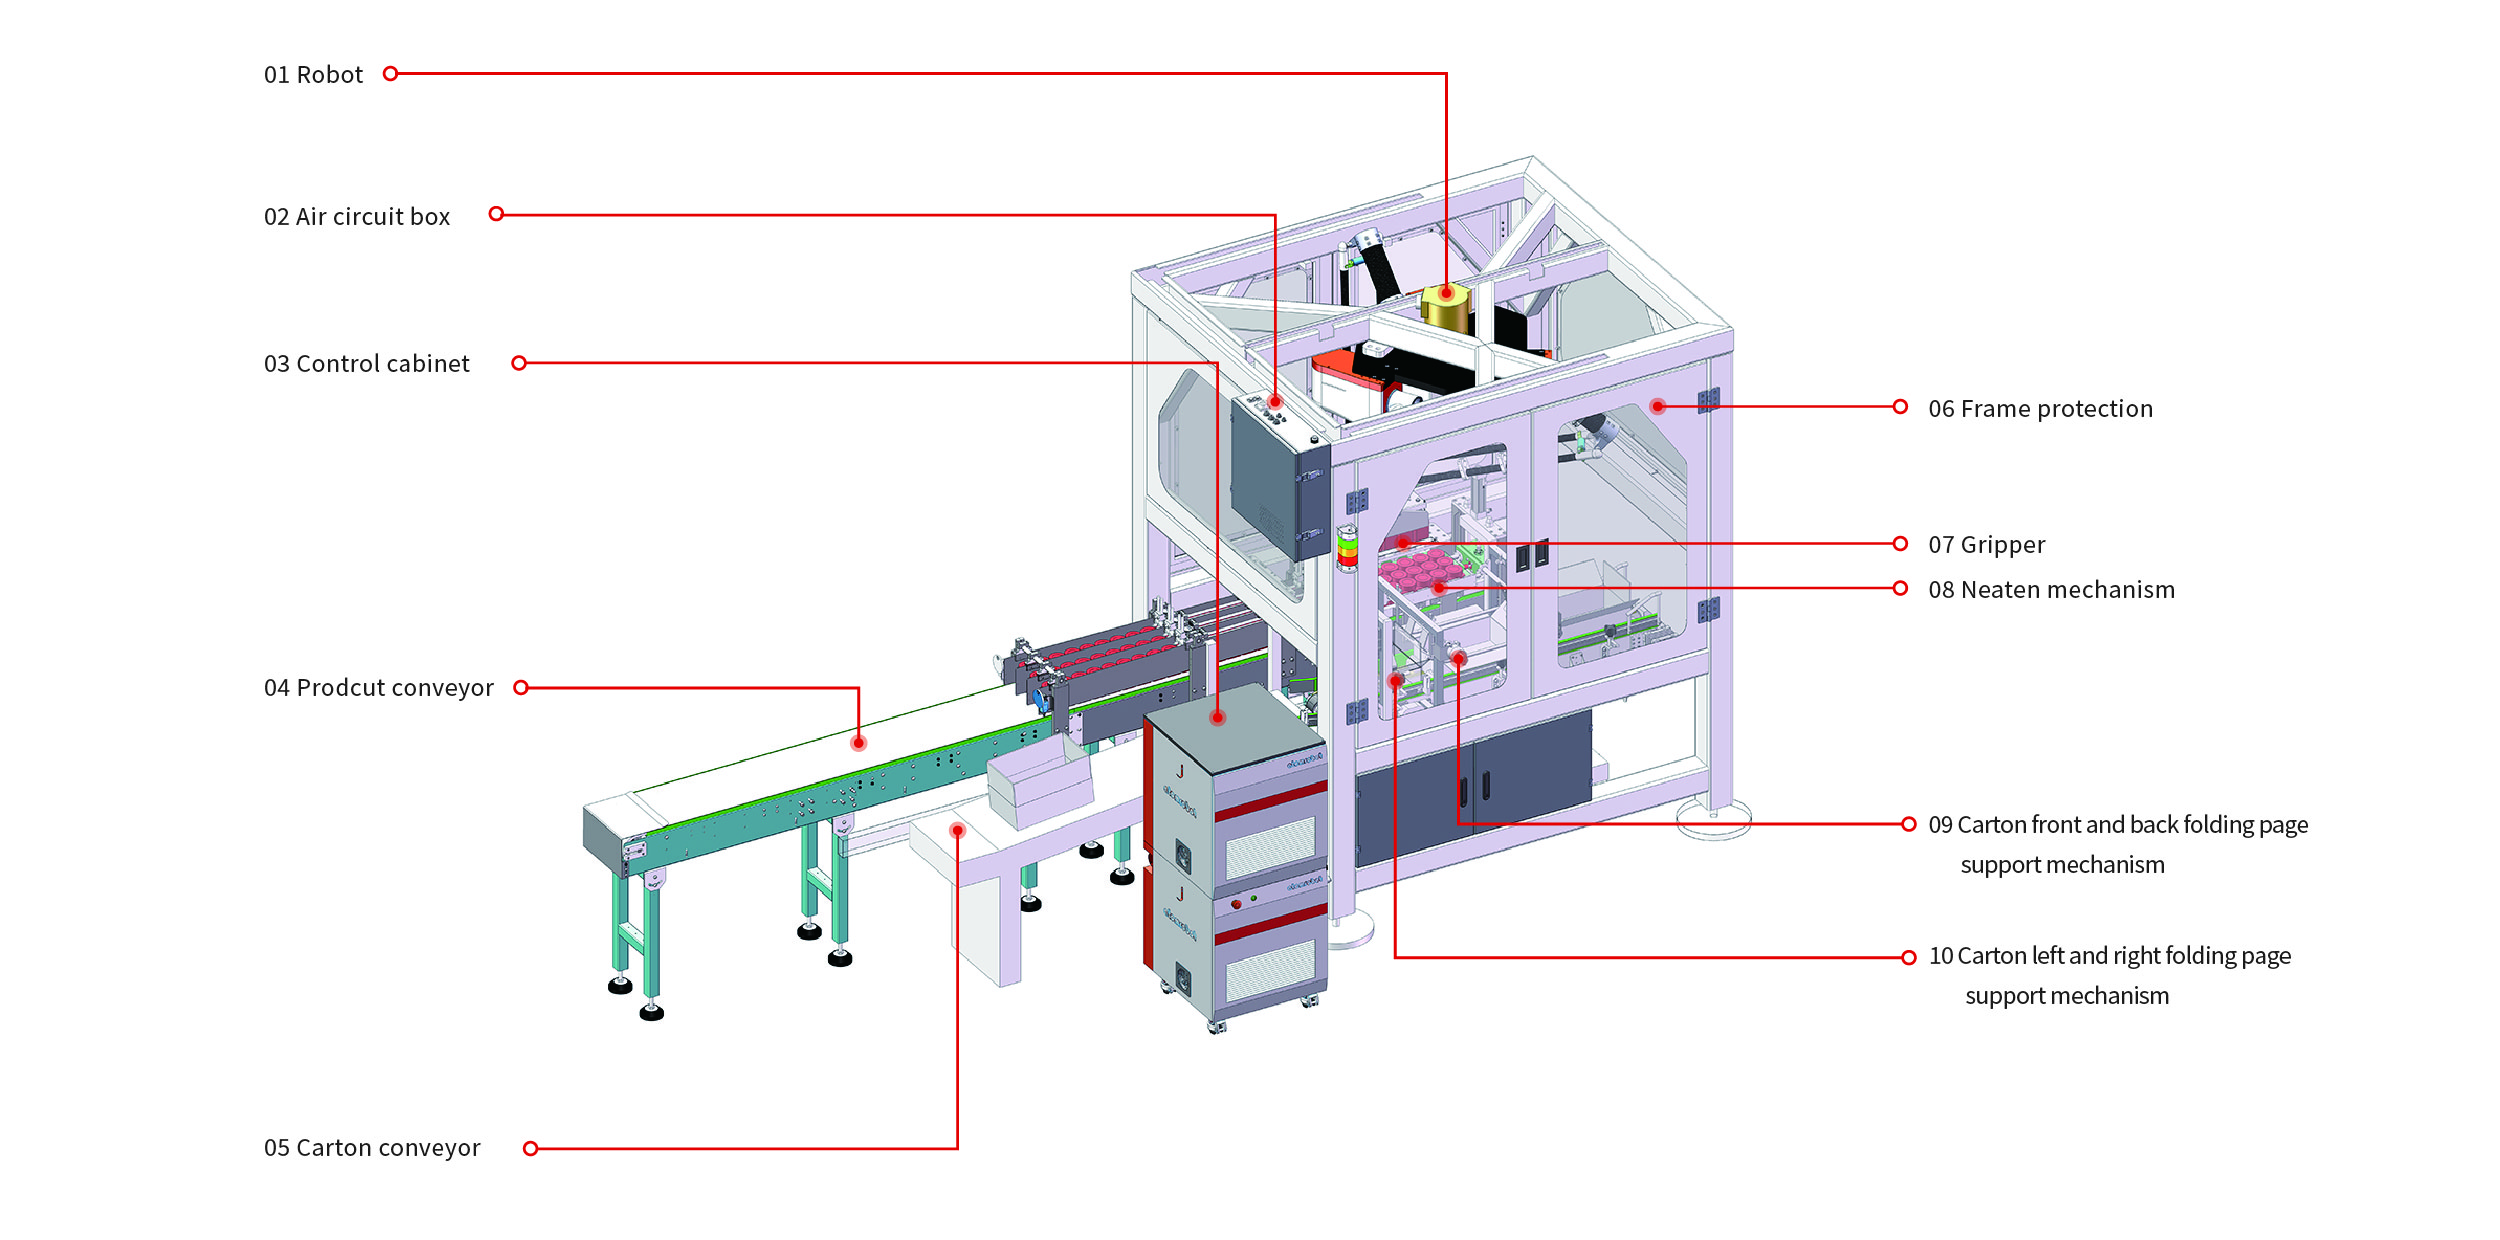 01 Robot
02 Air circuit box
03 Control cabinet
04 Prodcut conveyor
05 Carton conveyor
06 Frame protection
07 Gripper
08 Neaten mechanism
09 Carton front and back folding page
support mechanism
10 Carton left and right folding page
support mechanism